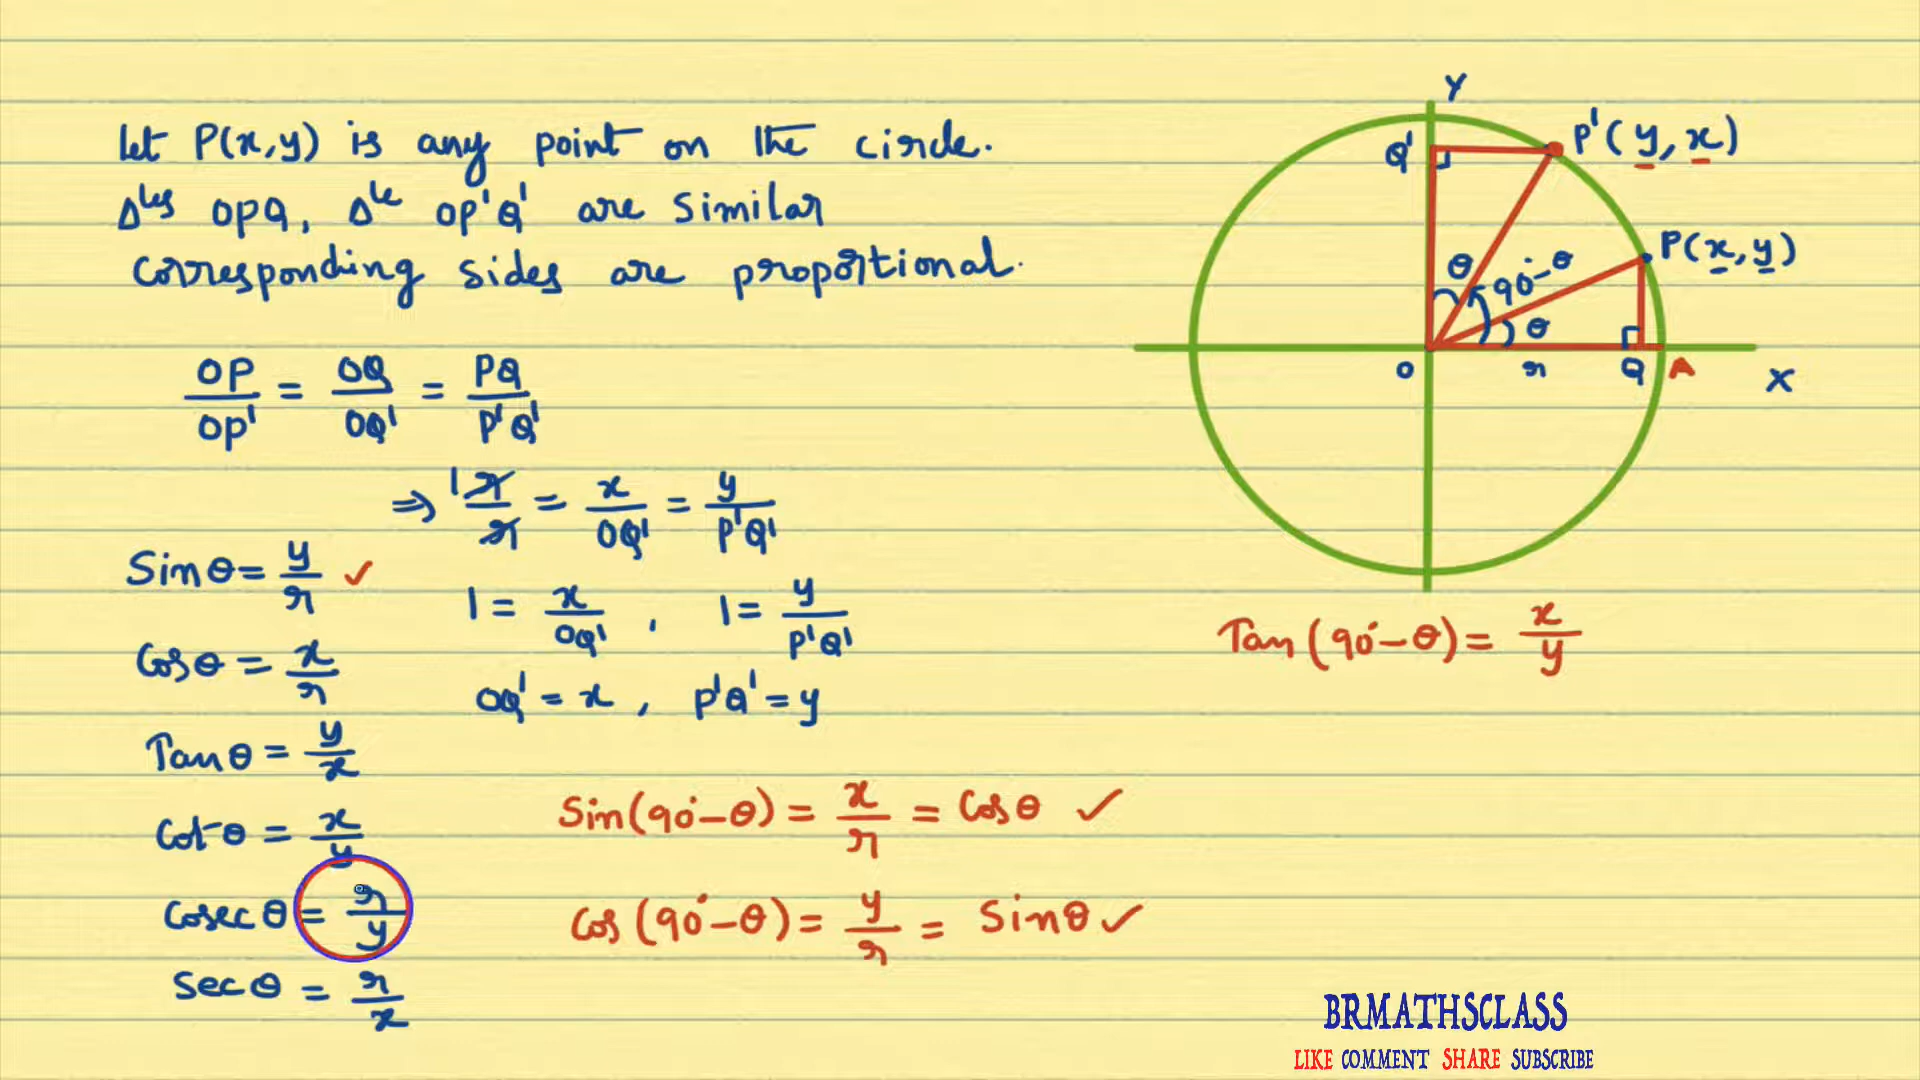 Let P(x,y) is any point on the circle.
Δles OPQ, Δle OP'Q' are similar
corresponding sides are proportional.
OP/OP' = OQ/OQ' = PQ/P'Q'
⇒ 1 r/r = x/OQ' = y/P'Q'
1 = x/OQ' , 1 = y/P'Q'
OQ' = x , P'Q' = y
Sinθ = y/r ✓
Cosθ = x/r
Tanθ = y/x
Cotθ = x/y
Cosecθ = r/y
Secθ = r/x
Sin(90°-θ) = x/r = Cosθ ✓
Cos(90°-θ) = y/r = Sinθ ✓
Y
Q'
P'(y,x)
P(x,y)
θ
90°-θ
θ
O
r
Q
A
X
Tan(90°-θ) = x/y
BRMATHSCLASS
LIKE COMMENT SHARE SUBSCRIBE